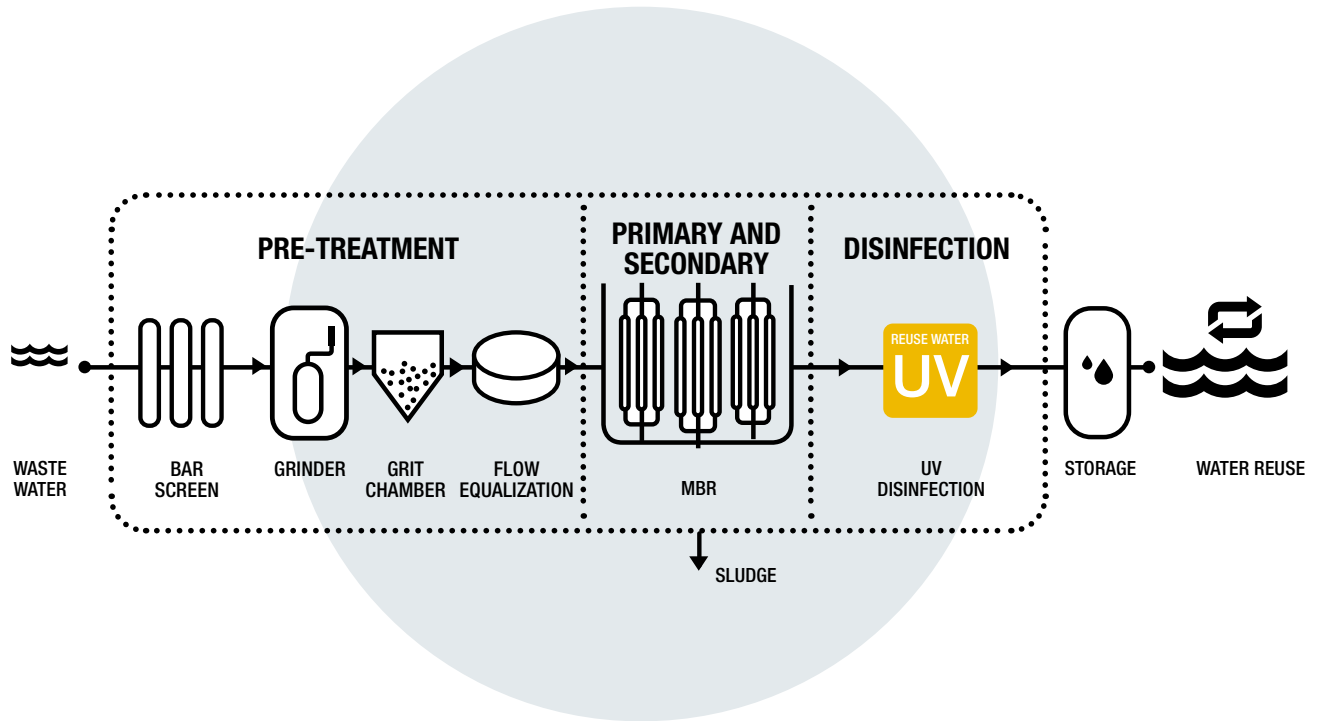 PRE-TREATMENT
PRIMARY AND
SECONDARY
DISINFECTION
REUSE WATER
UV
WASTE
WATER
BAR
SCREEN
GRINDER
GRIT
CHAMBER
FLOW
EQUALIZATION
MBR
UV
DISINFECTION
STORAGE
WATER REUSE
SLUDGE